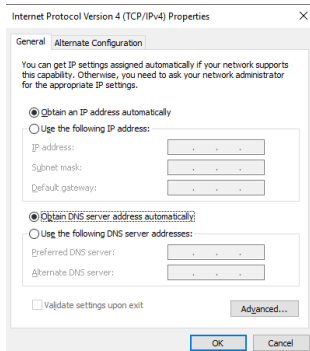 Internet Protocol Version 4 (TCP/IPv4) Properties
General
Alternate Configuration
You can get IP settings assigned automatically if your network supports
this capability. Otherwise, you need to ask your network administrator
for the appropriate IP settings.
Obtain an IP address automatically
Use the following IP address:
IP address:
Subnet mask:
Default gateway:
Obtain DNS server address automatically
Use the following DNS server addresses:
Preferred DNS server:
Alternate DNS server:
Validate settings upon exit
Advanced...
OK
Cancel